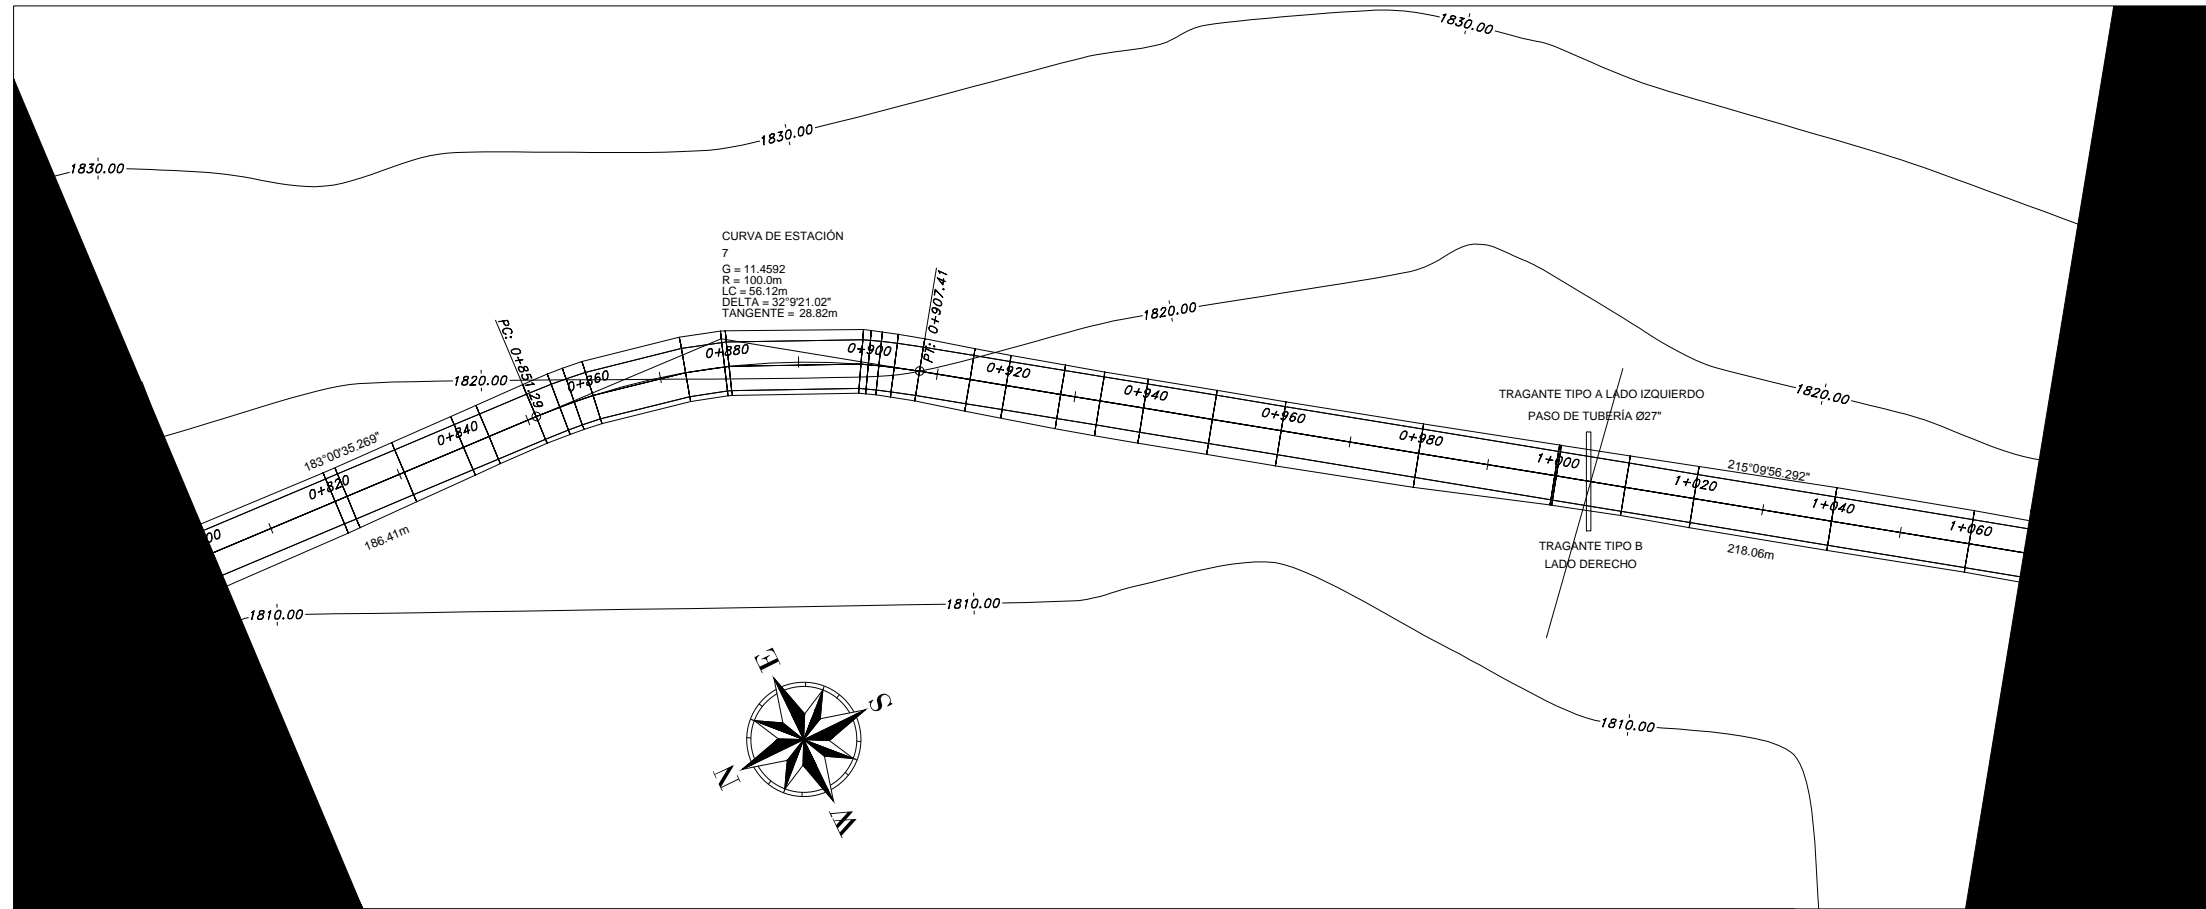 1830.00
1830.00
1830.00
CURVA DE ESTACIÓN
7
G = 11.4592
R = 100.0m
LC = 56.12m
DELTA = 32°9'21.02"
TANGENTE = 28.82m
PC: 0+851.29
PT: 0+907.41
1820.00
1820.00
1820.00
183°00'35.269"
186.41m
00
0+820
0+840
0+860
0+880
0+900
0+920
0+940
0+960
0+980
1+000
1+020
1+040
1+060
TRAGANTE TIPO A LADO IZQUIERDO
PASO DE TUBERÍA Ø27"
215°09'56.292"
218.06m
TRAGANTE TIPO B
LADO DERECHO
1810.00
1810.00
1810.00
E
S
N
W